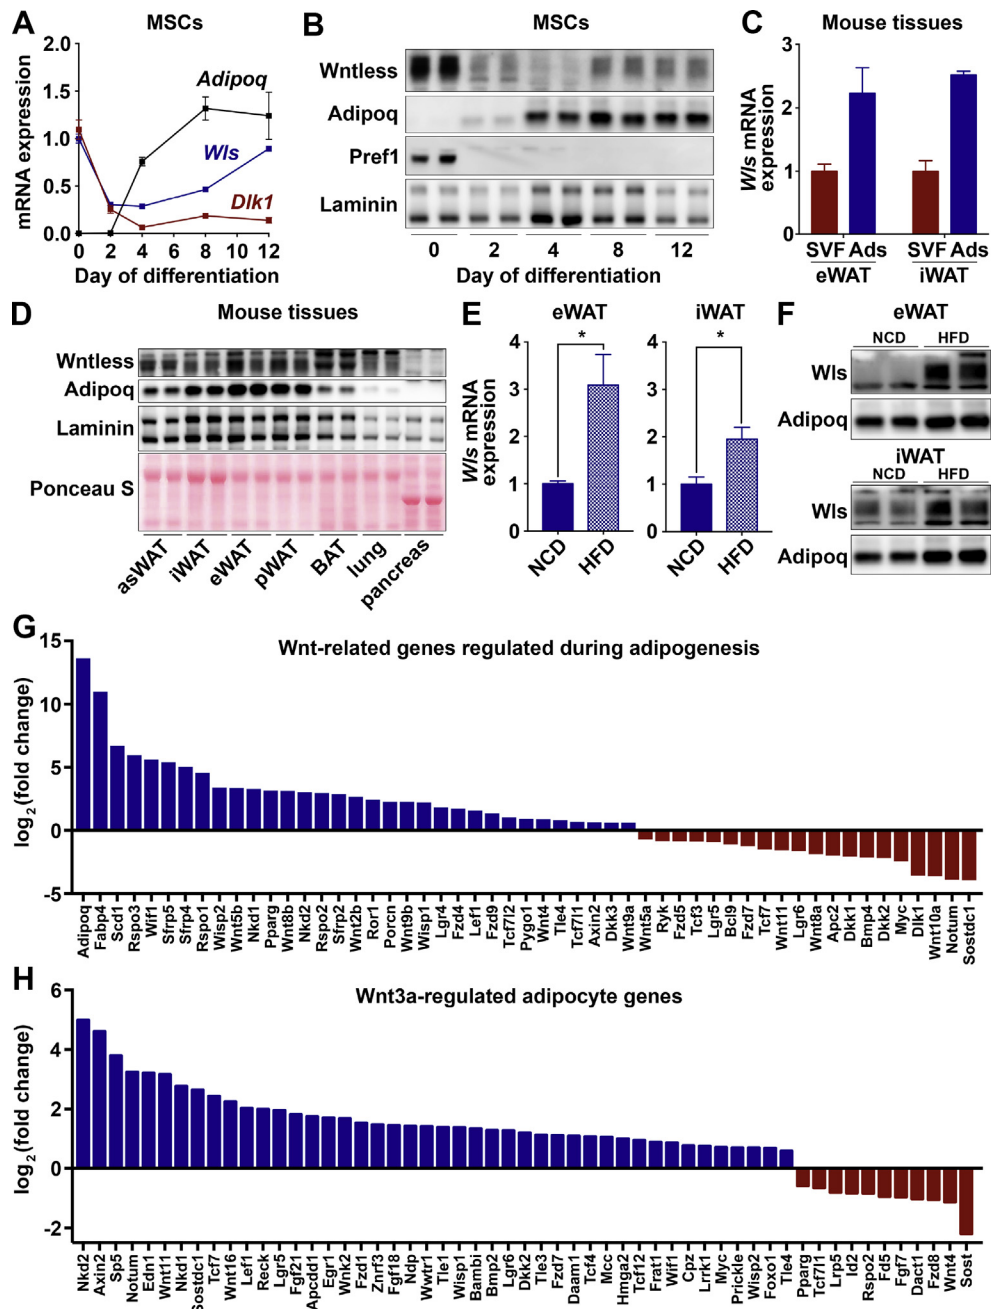 A
MSCs
mRNA expression
2.0
1.5
1.0
0.5
0.0
Adipoq
Wls
Dlk1
0 2 4 6 8 10 12
Day of differentiation
B
MSCs
Wntless
Adipoq
Pref1
Laminin
0 2 4 8 12
Day of differentiation
C
Mouse tissues
Wls mRNA
expression
3
2
1
0
SVF Ads SVF Ads
eWAT iWAT
D
Mouse tissues
Wntless
Adipoq
Laminin
Ponceau S
asWAT iWAT eWAT pWAT BAT lung pancreas
E
eWAT iWAT
Wls mRNA
expression
4
3
2
1
0
*
NCD HFD
4
3
2
1
0
*
NCD HFD
F
eWAT
NCD HFD
Wls
Adipoq
iWAT
NCD HFD
Wls
Adipoq
G
Wnt-related genes regulated during adipogenesis
log2 (fold change)
15
10
5
0
-5
Adipoq Fabp4 Scd1 Rspo3 Wif1 Sfrp5 Sfrp4 Rspo1 Wisp2 Wnt5b Nkd1 Pparg Wnt8b Nkd2 Rspo2 Sfrp2 Wnt2b Ror1 Porcn Wnt9b Wisp1 Lgr4 Fzd4 Lef1 Fzd9 Tcf7l2 Pygo1 Wnt4 Tle4 Tcf7l1 Axin2 Dkk3 Wnt9a Wnt5a Ryk Fzd5 Tcf3 Lgr5 Bcl9 Fzd7 Tcf7 Wnt11 Lgr6 Wnt8a Apc2 Dkk1 Bmp4 Dkk2 Myc Dlk1 Wnt10a Notum Sostdc1
H
Wnt3a-regulated adipocyte genes
log2 (fold change)
6
4
2
0
-2
Nkd2 Axin2 Sp5 Notum Edn1 Wnt11 Nkd1 Sostdc1 Tcf7 Wnt16 Lef1 Reck Lgr5 Fgf21 Apcdd1 Egr1 Wnk2 Fzd1 Znrf3 Fgf18 Ndp Wwtr1 Tle1 Wisp1 Bambi Bmp2 Lgr6 Dkk2 Tle3 Fzd7 Daam1 Tcf4 Mcc Hmga2 Tcf12 Frat1 Wif1 Cpz Lrrk1 Myc Prickle Wisp2 Foxo1 Tle4 Pparg Tcf7l1 Lrp5 Id2 Rspo2 Fd5 Fgf7 Dact1 Fzd8 Wnt4 Sost